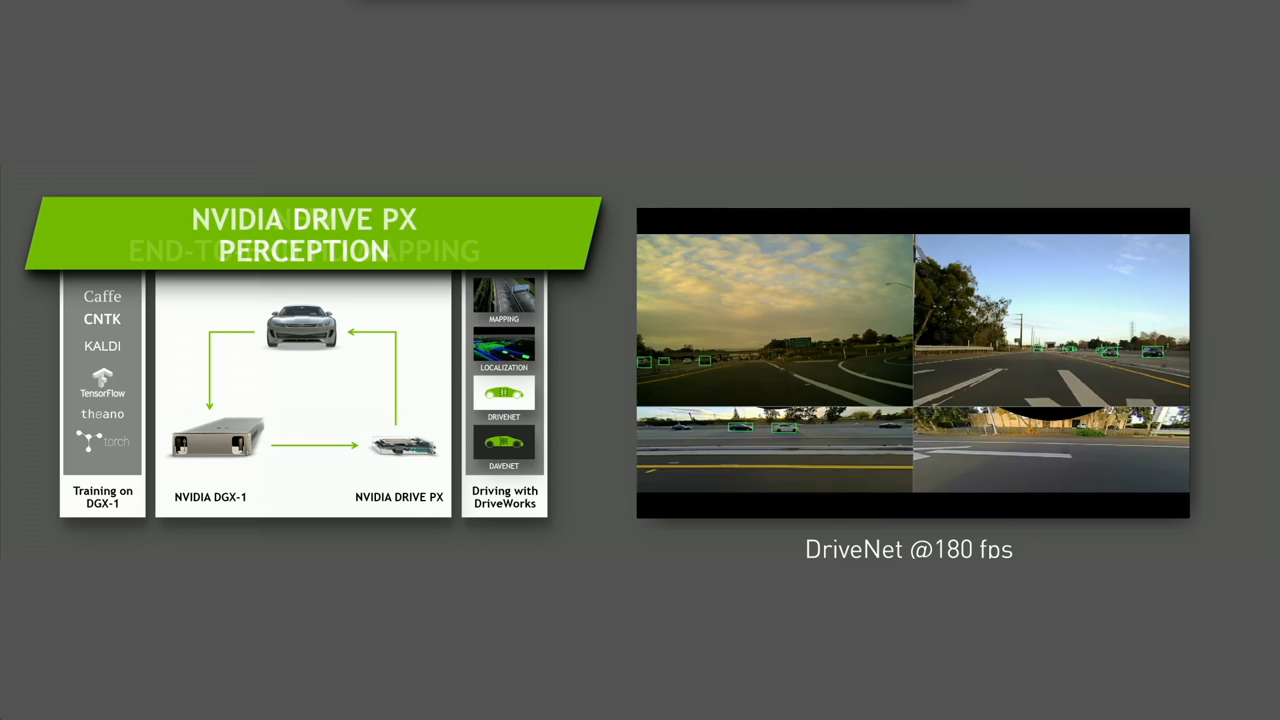 NVIDIA DRIVE PX
PERCEPTION
Caffe
CNTK
KALDI
TensorFlow
theano
torch
Training on
DGX-1
NVIDIA DGX-1
NVIDIA DRIVE PX
MAPPING
LOCALIZATION
DRIVENET
DAVENET
Driving with
DriveWorks
DriveNet @180 fps